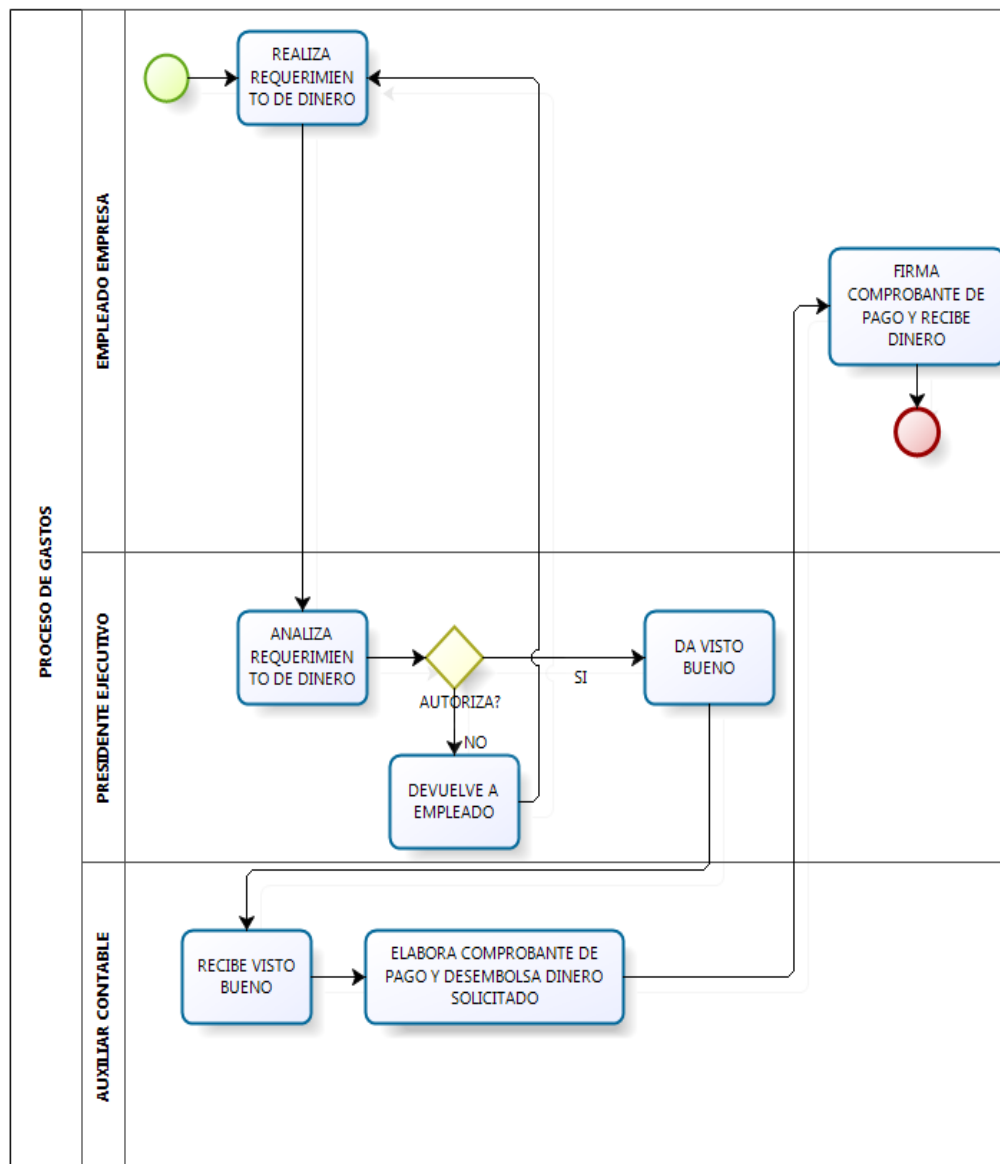 PROCESO DE GASTOS
EMPLEADO EMPRESA
REALIZA
REQUERIMIEN
TO DE DINERO
FIRMA
COMPROBANTE DE
PAGO Y RECIBE
DINERO
PRESIDENTE EJECUTIVO
ANALIZA
REQUERIMIEN
TO DE DINERO
AUTORIZA?
SI
DA VISTO
BUENO
NO
DEVUELVE A
EMPLEADO
AUXILIAR CONTABLE
RECIBE VISTO
BUENO
ELABORA COMPROBANTE DE
PAGO Y DESEMBOLSA DINERO
SOLICITADO